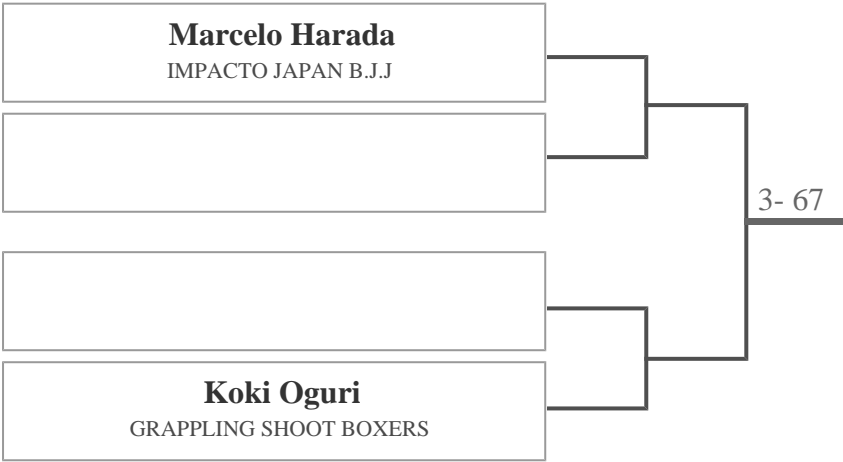 Marcelo Harada
IMPACTO JAPAN B.J.J
3- 67
Koki Oguri
GRAPPLING SHOOT BOXERS